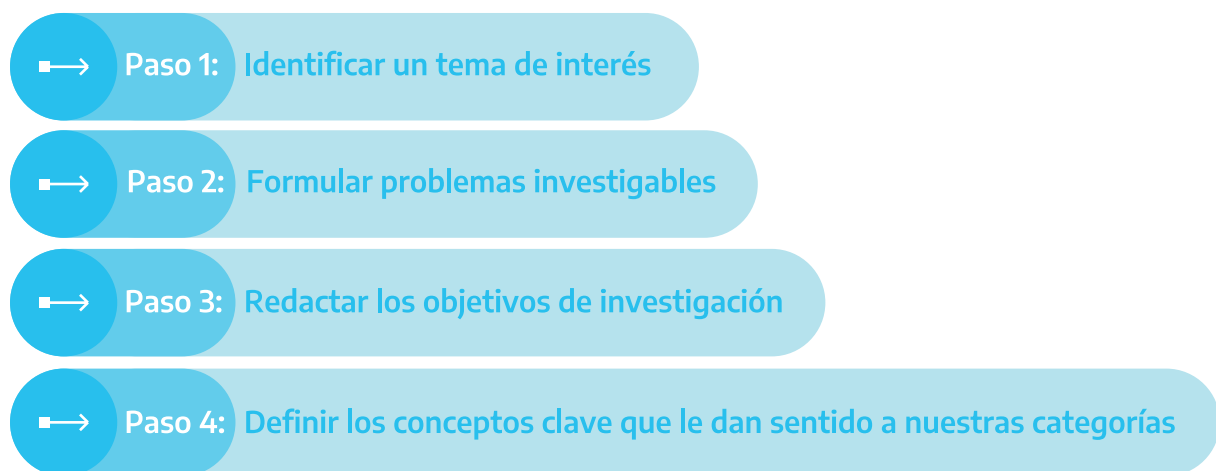 Paso 1: Identificar un tema de interés
Paso 2: Formular problemas investigables
Paso 3: Redactar los objetivos de investigación
Paso 4: Definir los conceptos clave que le dan sentido a nuestras categorías